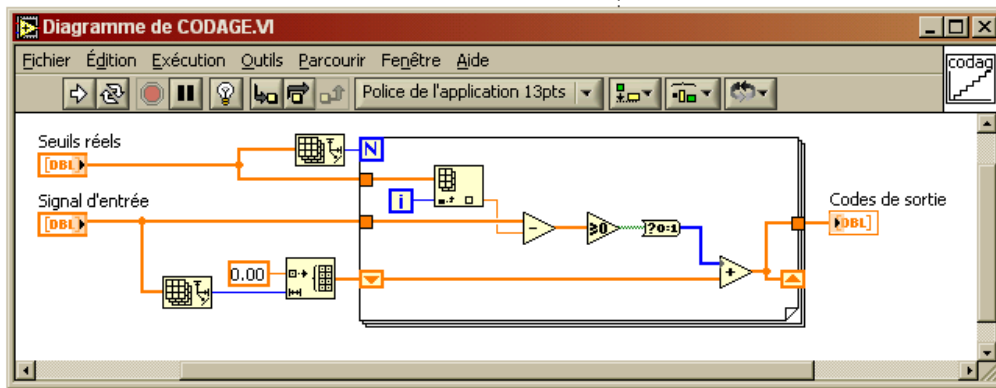 Diagramme de CODAGE.VI
Fichier Édition Exécution Outils Parcourir Fenêtre Aide
codag
Police de l'application 13pts
Seuils réels
[DBL]
N
i
Signal d'entrée
[DBL]
Codes de sortie
DBL]
-
≥0
?0:1
+
0.00